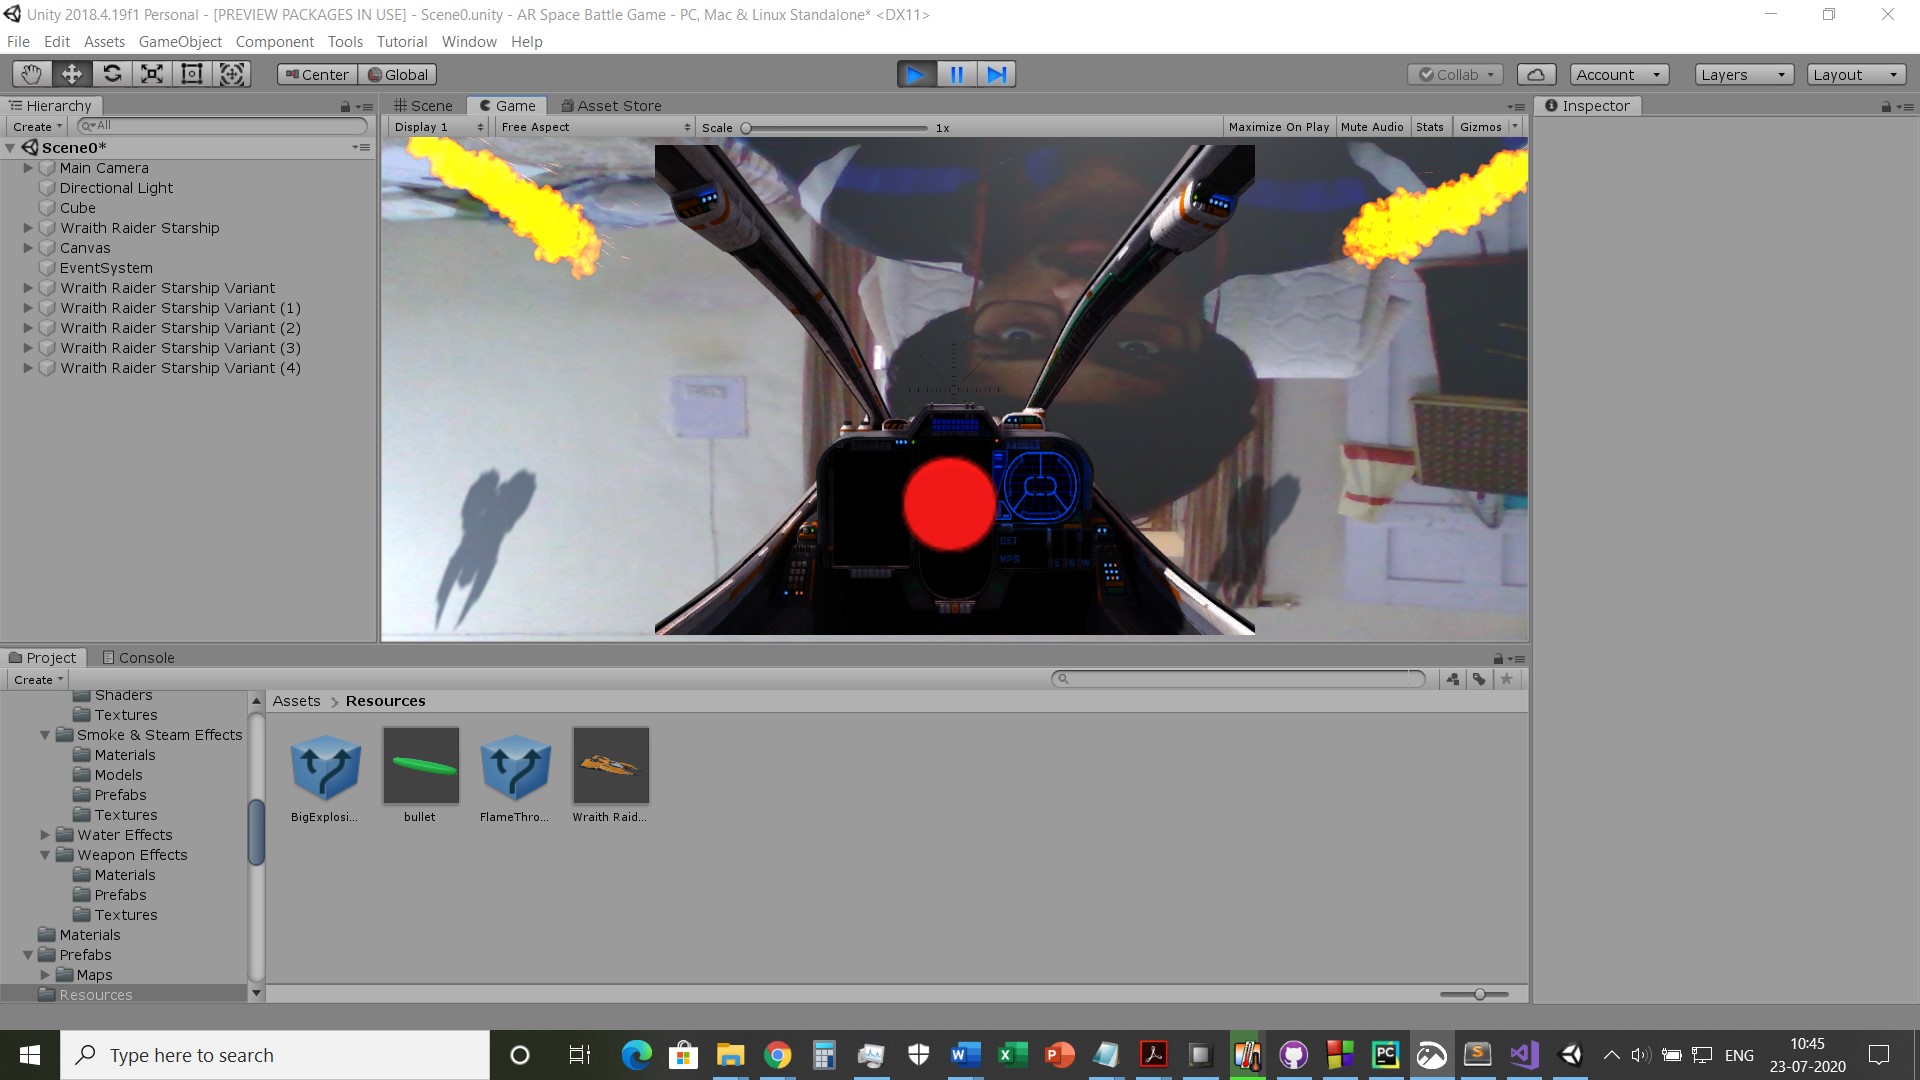 Unity 2018.4.19f1 Personal - [PREVIEW PACKAGES IN USE] - Scene0.unity - AR Space Battle Game - PC, Mac & Linux Standalone* <DX11>
File Edit Assets GameObject Component Tools Tutorial Window Help
Center Global Collab Account Layers Layout
Hierarchy
Create All
Scene0*
Main Camera
Directional Light
Cube
Wraith Raider Starship
Canvas
EventSystem
Wraith Raider Starship Variant
Wraith Raider Starship Variant (1)
Wraith Raider Starship Variant (2)
Wraith Raider Starship Variant (3)
Wraith Raider Starship Variant (4)
Scene Game Asset Store
Display 1 Free Aspect Scale 1x Maximize On Play Mute Audio Stats Gizmos
SET
MPS
E S W
Inspector
Project Console
Create
Shaders
Textures
Smoke & Steam Effects
Materials
Models
Prefabs
Textures
Water Effects
Weapon Effects
Materials
Prefabs
Textures
Materials
Prefabs
Maps
Resources
Assets > Resources
BigExplosi... bullet FlameThro... Wraith Raid...
Type here to search
ENG
10:45
23-07-2020